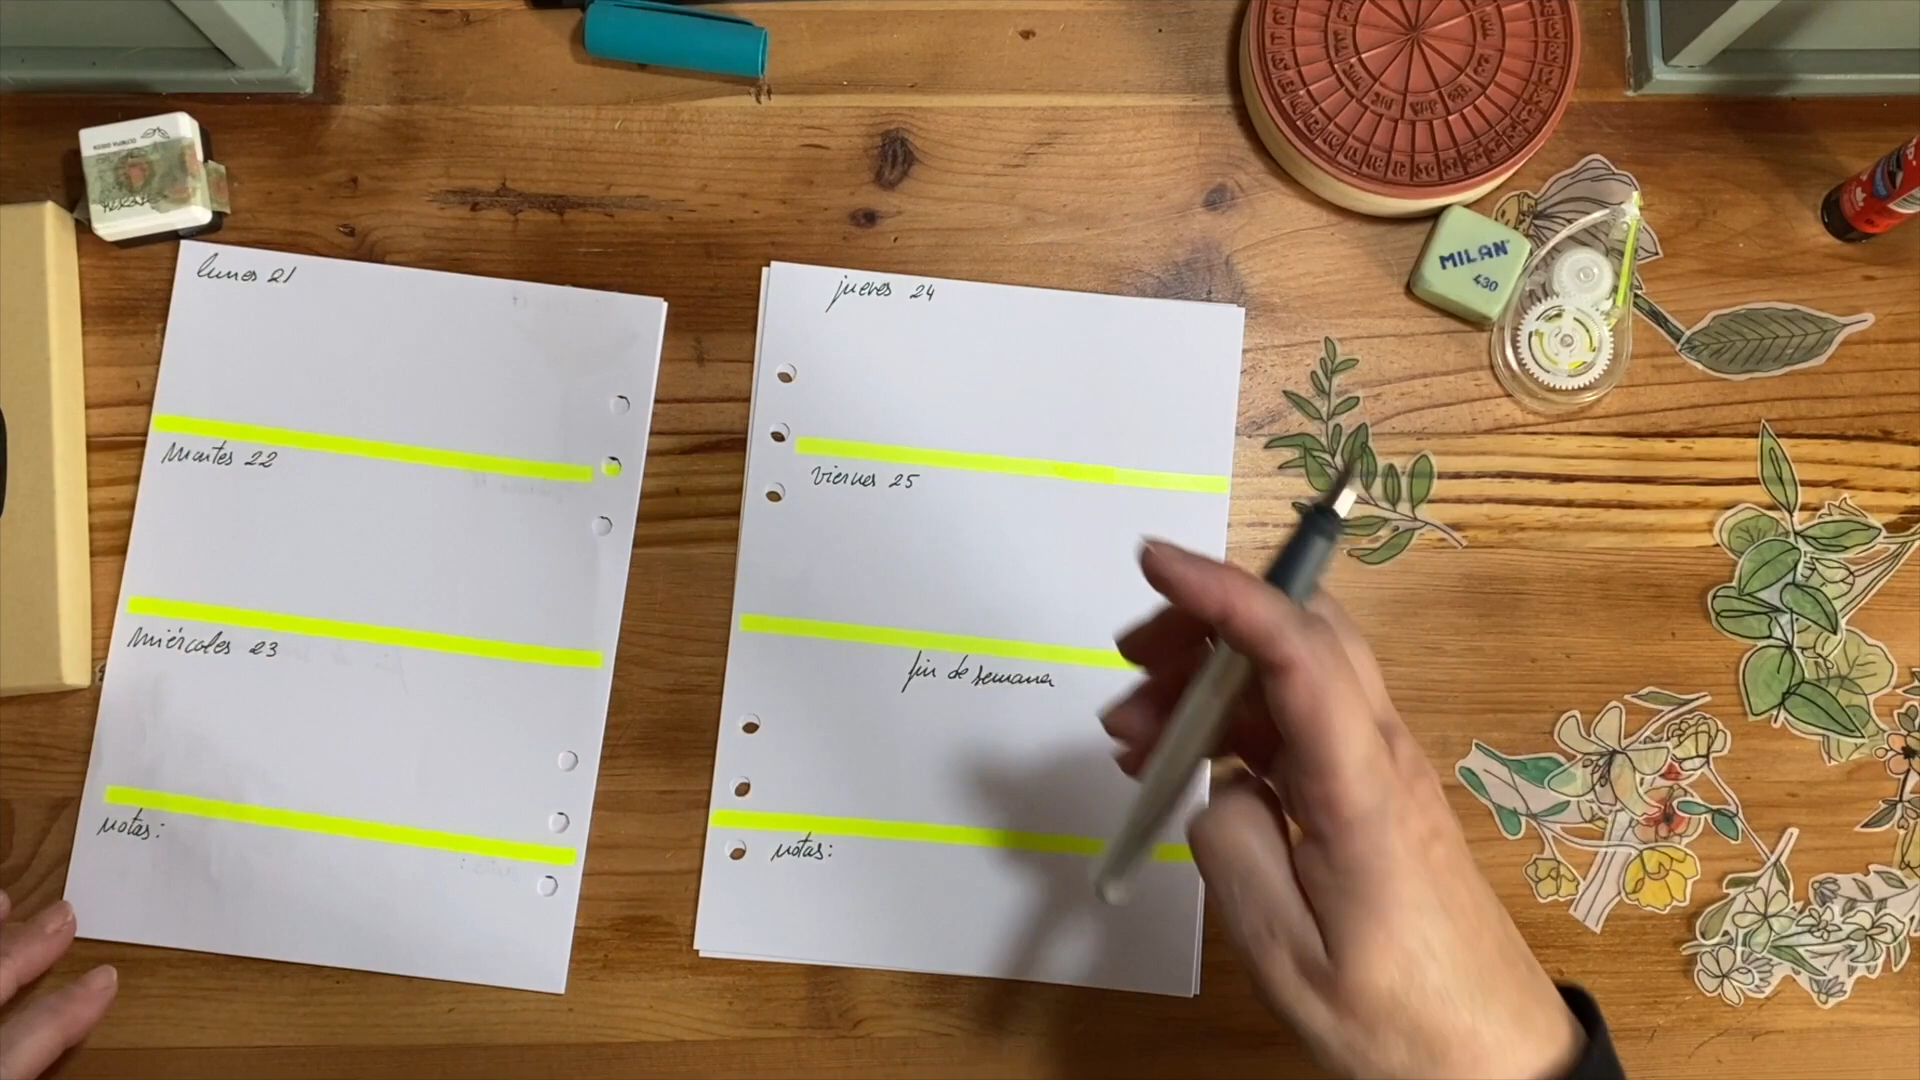 lunes 21
martes 22
miércoles 23
notas:
jueves 24
viernes 25
fin de semana
notas:
MILAN
430